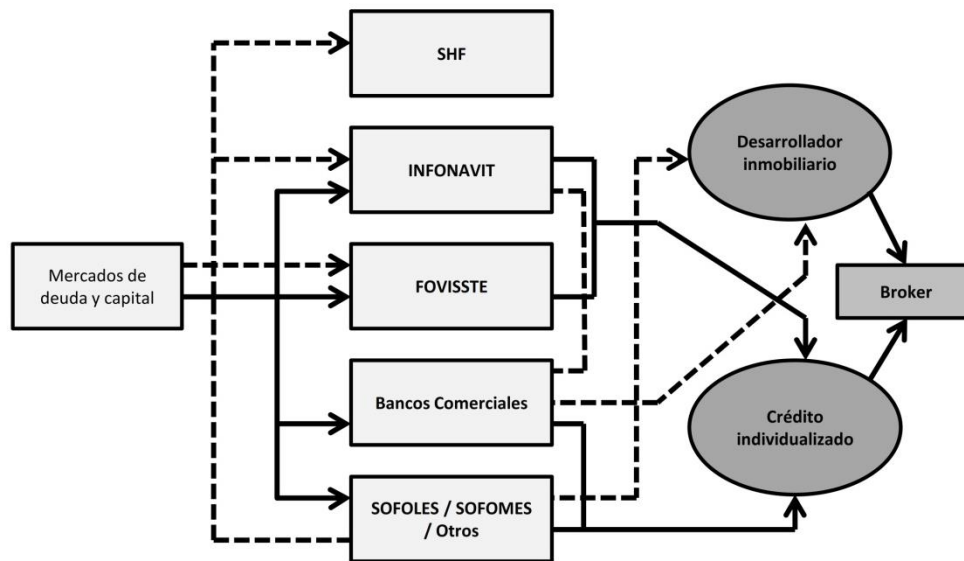 SHF
Desarrollador
inmobiliario
INFONAVIT
Mercados de
deuda y capital
FOVISSTE
Broker
Bancos Comerciales
Crédito
individualizado
SOFOLES / SOFOMES
/ Otros